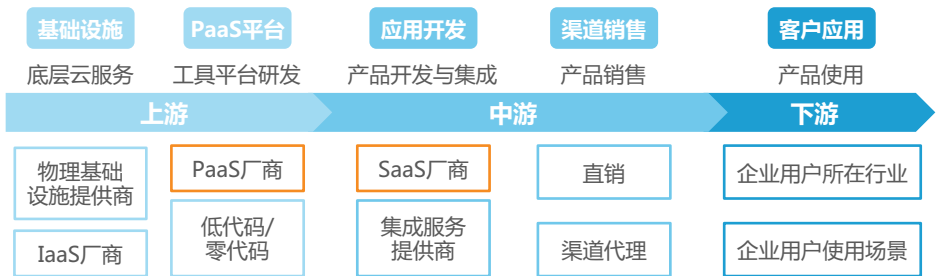 基础设施
PaaS平台
应用开发
渠道销售
客户应用
底层云服务
工具平台研发
产品开发与集成
产品销售
产品使用
上游
中游
下游
物理基础
设施提供商
PaaS厂商
SaaS厂商
直销
企业用户所在行业
IaaS厂商
低代码/
零代码
集成服务
提供商
渠道代理
企业用户使用场景